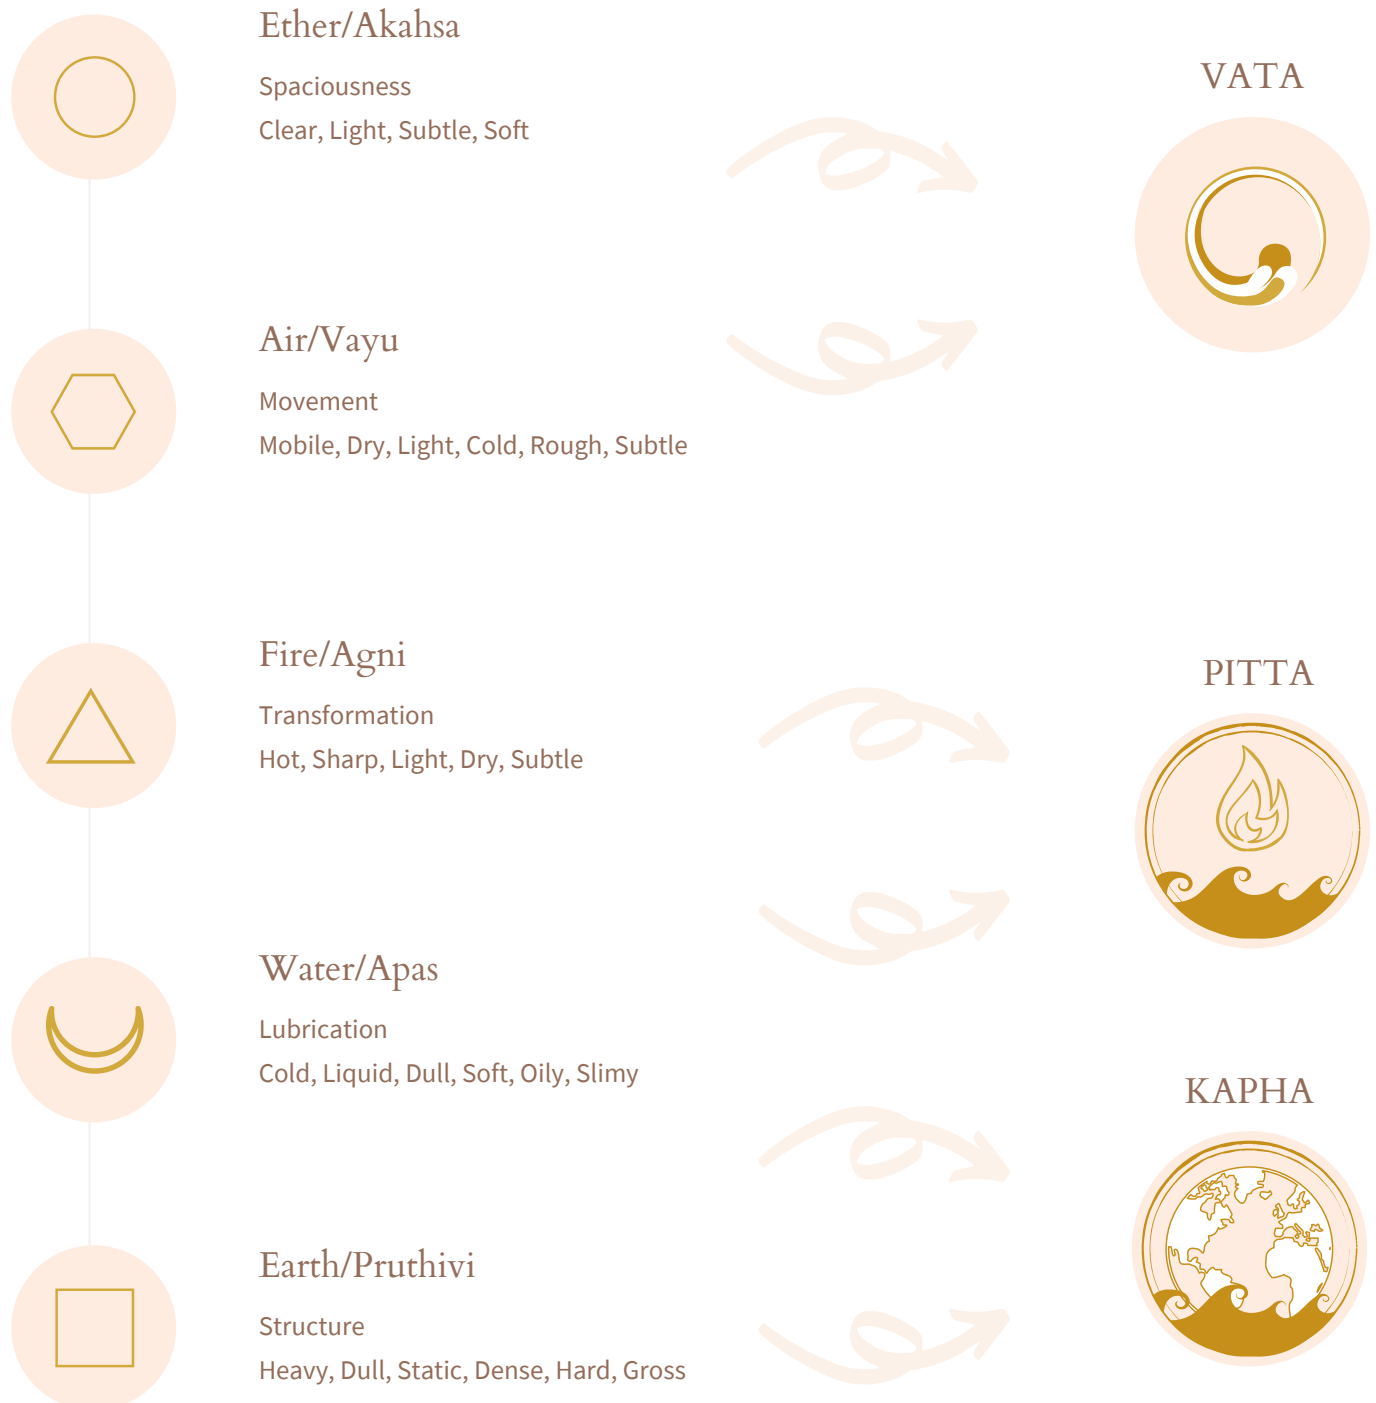 Ether/Akahsa
Spaciousness
Clear, Light, Subtle, Soft
VATA
Air/Vayu
Movement
Mobile, Dry, Light, Cold, Rough, Subtle
Fire/Agni
Transformation
Hot, Sharp, Light, Dry, Subtle
PITTA
Water/Apas
Lubrication
Cold, Liquid, Dull, Soft, Oily, Slimy
KAPHA
Earth/Pruthivi
Structure
Heavy, Dull, Static, Dense, Hard, Gross